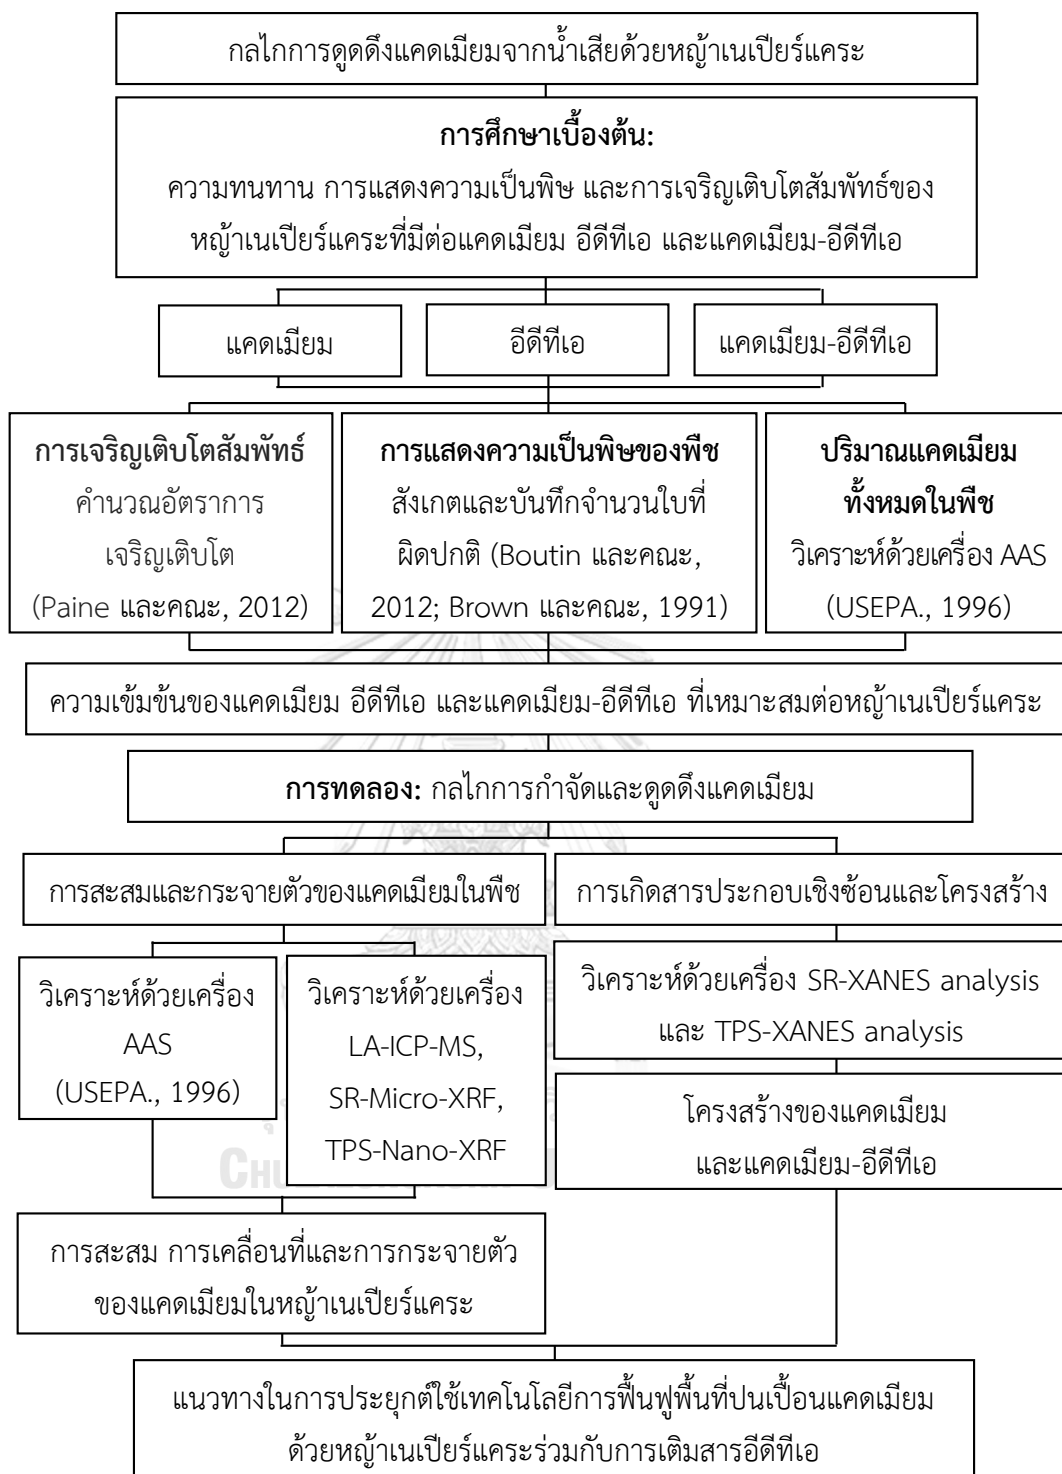 กลไกการดูดดึงแคดเมียมจากน้ำเสียด้วยหญ้าเนเปียร์แคระ
การศึกษาเบื้องต้น:
ความทนทาน การแสดงความเป็นพิษ และการเจริญเติบโตสัมพัทธ์ของ
หญ้าเนเปียร์แคระที่มีต่อแคดเมียม อีดีทีเอ และแคดเมียม-อีดีทีเอ
แคดเมียม
อีดีทีเอ
แคดเมียม-อีดีทีเอ
การเจริญเติบโตสัมพัทธ์
คำนวณอัตราการ
เจริญเติบโต
(Paine และคณะ, 2012)
การแสดงความเป็นพิษของพืช
สังเกตและบันทึกจำนวนใบที่
ผิดปกติ (Boutin และคณะ,
2012; Brown และคณะ, 1991)
ปริมาณแคดเมียม
ทั้งหมดในพืช
วิเคราะห์ด้วยเครื่อง AAS
(USEPA., 1996)
ความเข้มข้นของแคดเมียม อีดีทีเอ และแคดเมียม-อีดีทีเอ ที่เหมาะสมต่อหญ้าเนเปียร์แคระ
การทดลอง: กลไกการกำจัดและดูดดึงแคดเมียม
การสะสมและกระจายตัวของแคดเมียมในพืช
การเกิดสารประกอบเชิงซ้อนและโครงสร้าง
วิเคราะห์ด้วยเครื่อง
AAS
(USEPA., 1996)
วิเคราะห์ด้วยเครื่อง
LA-ICP-MS,
SR-Micro-XRF,
TPS-Nano-XRF
วิเคราะห์ด้วยเครื่อง SR-XANES analysis
และ TPS-XANES analysis
โครงสร้างของแคดเมียม
และแคดเมียม-อีดีทีเอ
การสะสม การเคลื่อนที่และการกระจายตัว
ของแคดเมียมในหญ้าเนเปียร์แคระ
แนวทางในการประยุกต์ใช้เทคโนโลยีการฟื้นฟูพื้นที่ปนเปื้อนแคดเมียม
ด้วยหญ้าเนเปียร์แคระร่วมกับการเติมสารอีดีทีเอ